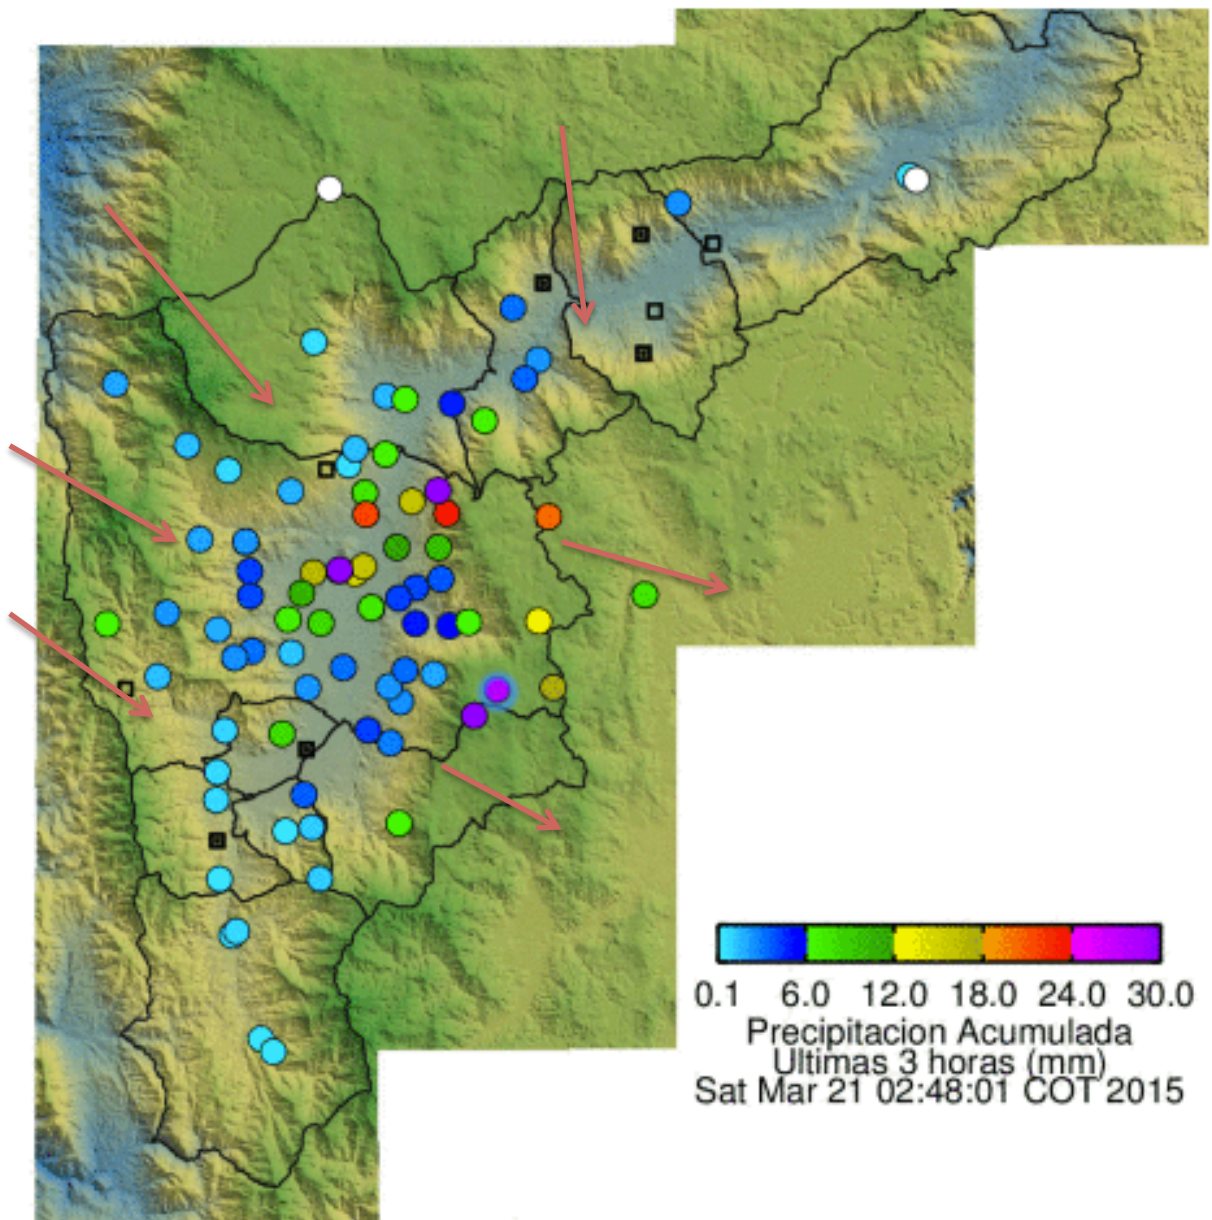 0.1 6.0 12.0 18.0 24.0 30.0
Precipitacion Acumulada
Ultimas 3 horas (mm)
Sat Mar 21 02:48:01 COT 2015